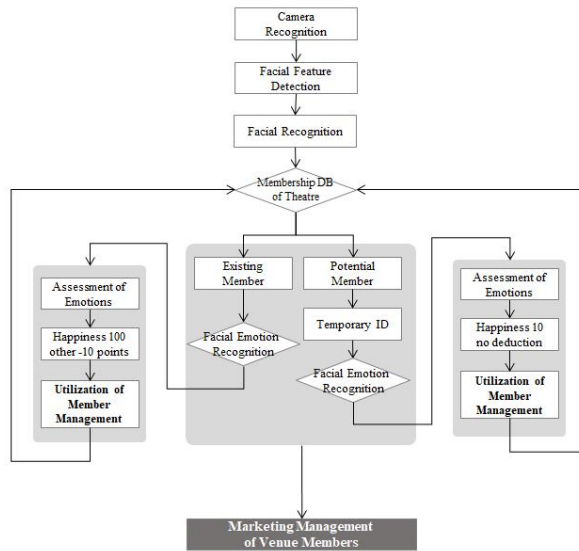 Camera
Recognition
Facial Feature
Detection
Facial Recognition
Membership DB
of Theatre
Existing
Member
Facial Emotion
Recognition
Potential
Member
Temporary ID
Facial Emotion
Recognition
Assessment of
Emotions
Happiness 100
other -10 points
Utilization of
Member
Management
Assessment of
Emotions
Happiness 10
no deduction
Utilization of
Member
Management
Marketing Management
of Venue Members